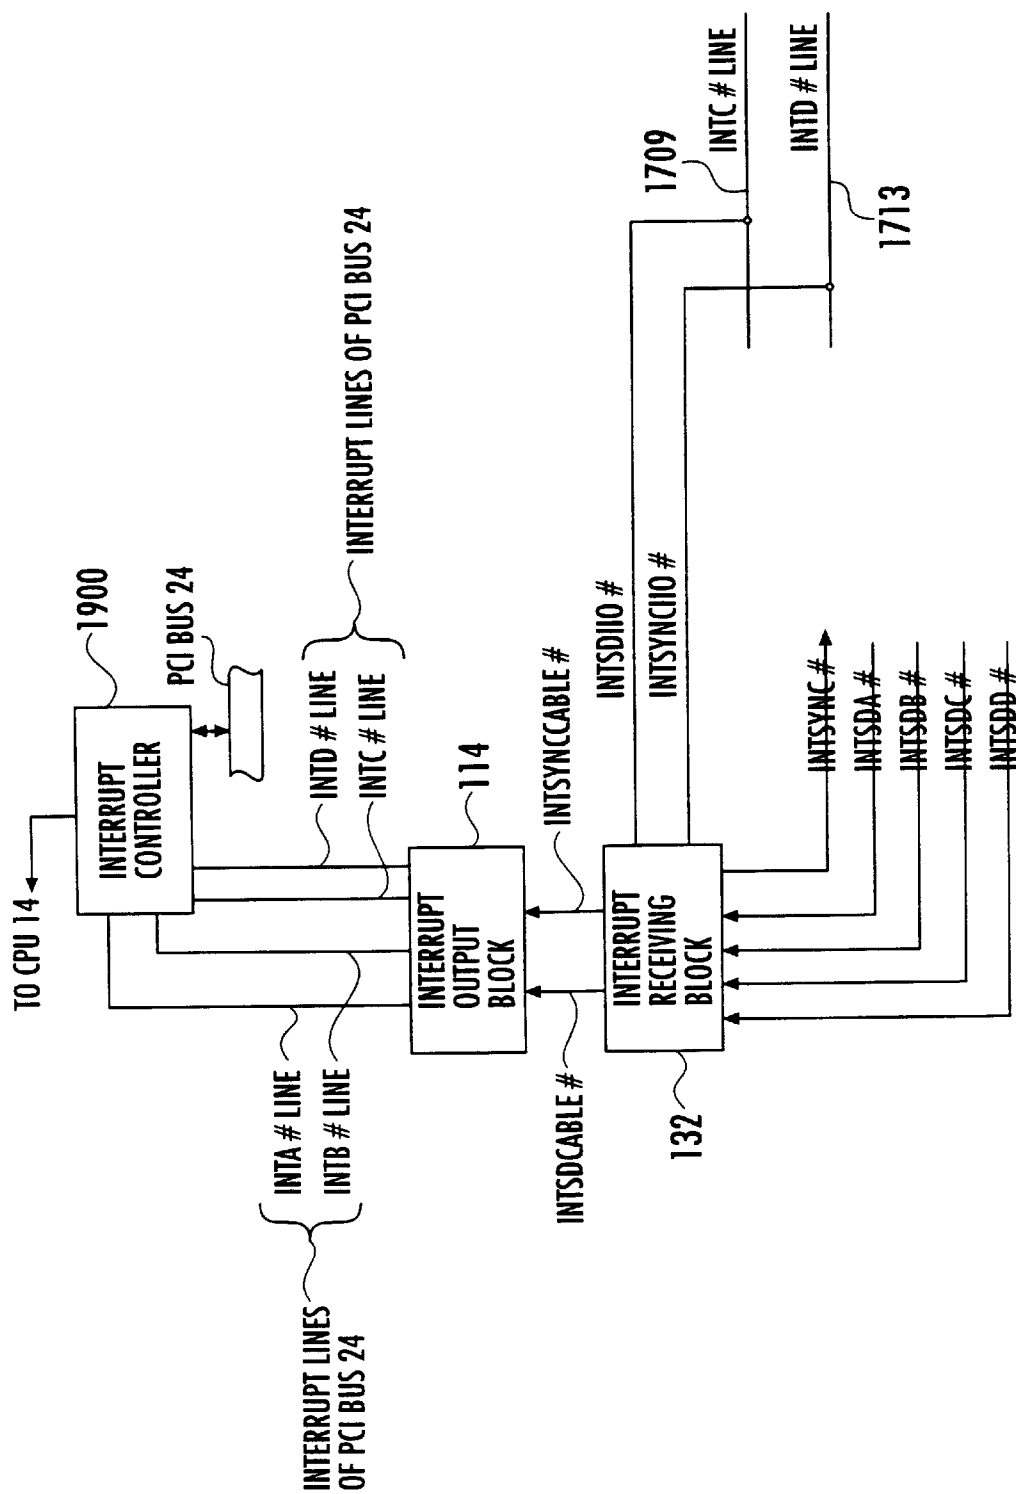 TO CPU 14
INTERRUPT
CONTROLLER
1900
PCI BUS 24
INTA # LINE
INTB # LINE
INTERRUPT LINES
OF PCI BUS 24
INTD # LINE
INTC # LINE
INTERRUPT LINES OF PCI BUS 24
INTERRUPT
OUTPUT
BLOCK
114
INTSDCABLE #
INTSYNCCABLE #
INTERRUPT
RECEIVING
BLOCK
132
INTSDIIO #
INTSYNCIIO #
1709
INTC # LINE
INTD # LINE
1713
INTSYNC #
INTSDA #
INTSDB #
INTSDC #
INTSDD #